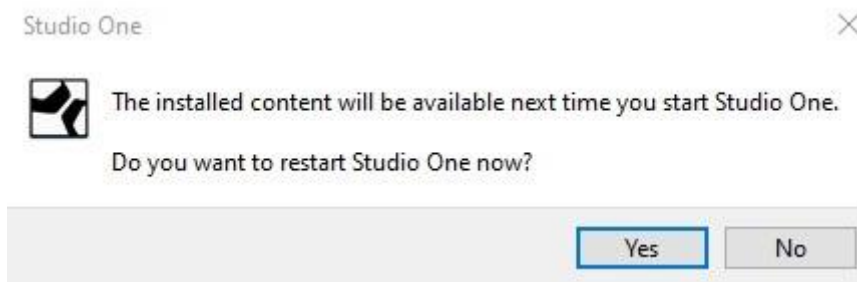 Studio One
The installed content will be available next time you start Studio One.
Do you want to restart Studio One now?
Yes No